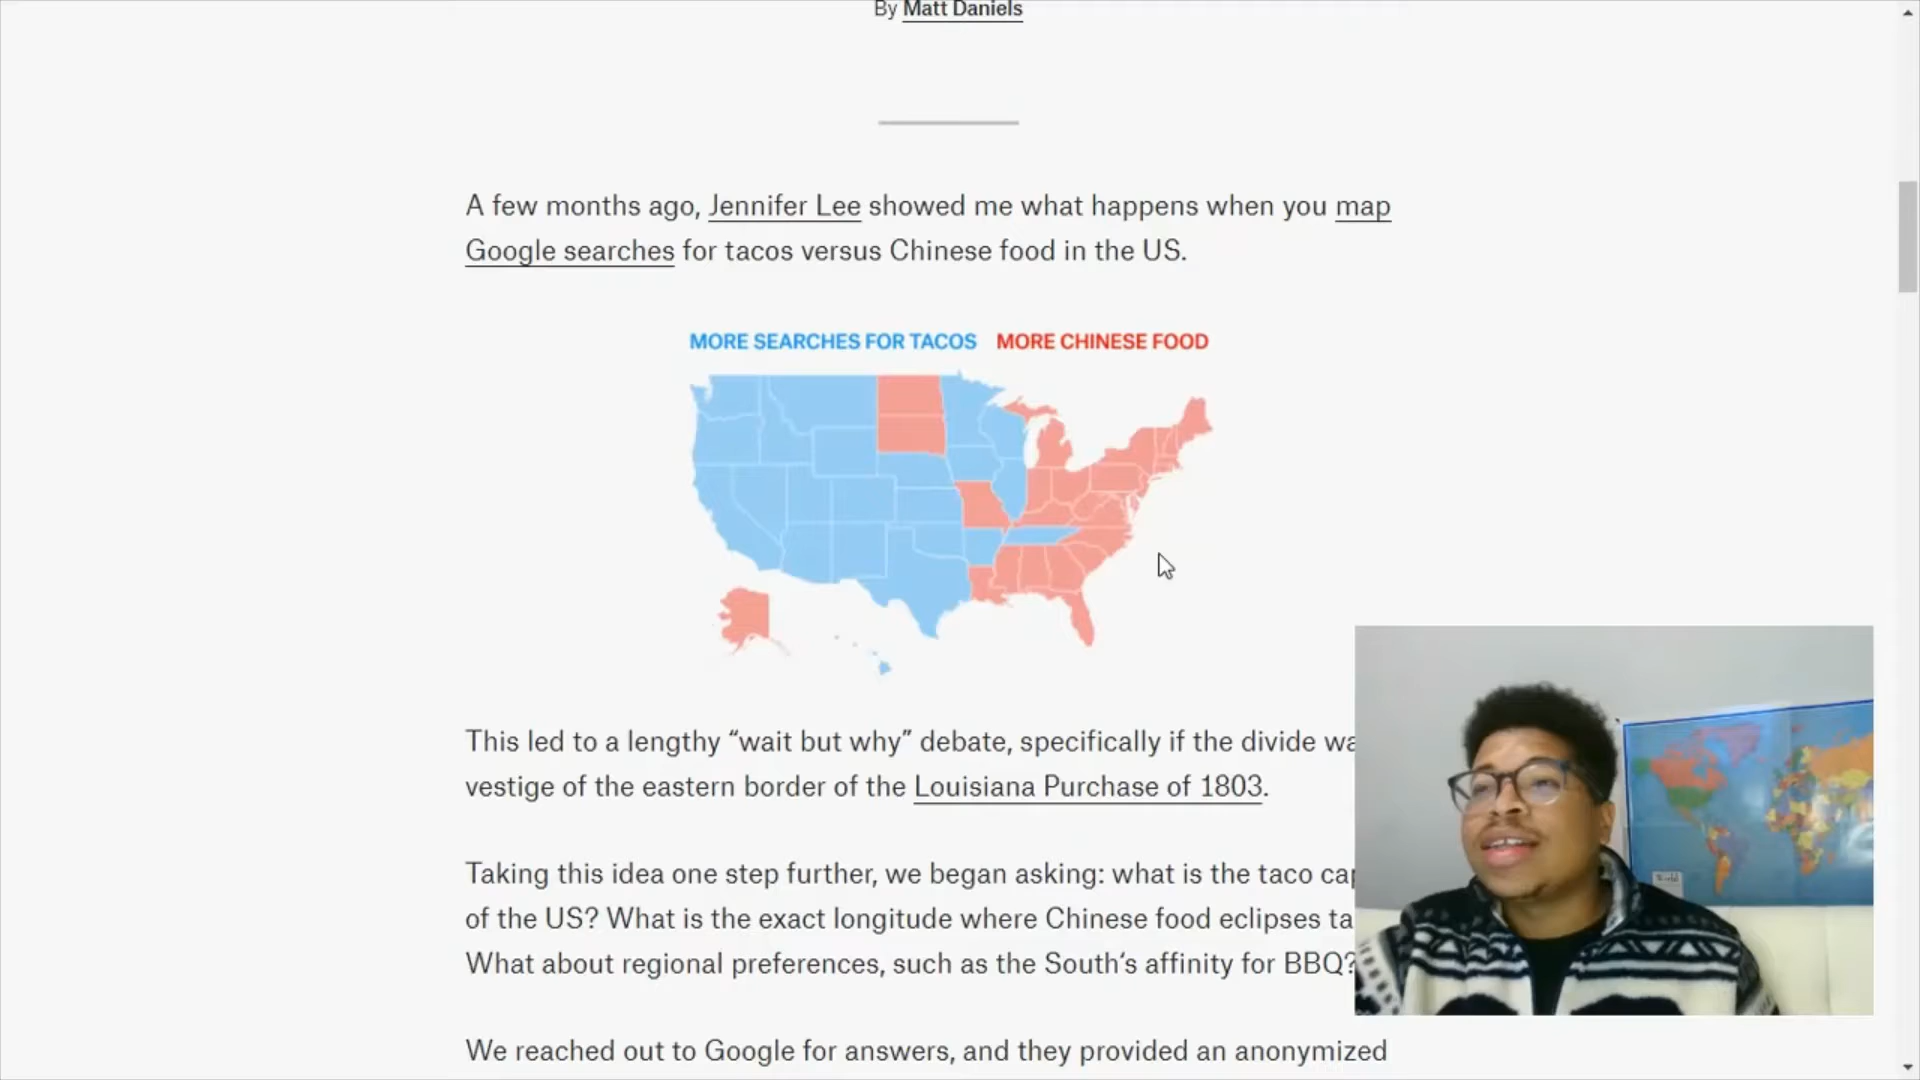 By Matt Daniels
A few months ago, Jennifer Lee showed me what happens when you map
Google searches for tacos versus Chinese food in the US.
MORE SEARCHES FOR TACOS MORE CHINESE FOOD
This led to a lengthy “wait but why” debate, specifically if the divide wa
vestige of the eastern border of the Louisiana Purchase of 1803.
Taking this idea one step further, we began asking: what is the taco cap
of the US? What is the exact longitude where Chinese food eclipses ta
What about regional preferences, such as the South‘s affinity for BBQ?
We reached out to Google for answers, and they provided an anonymized